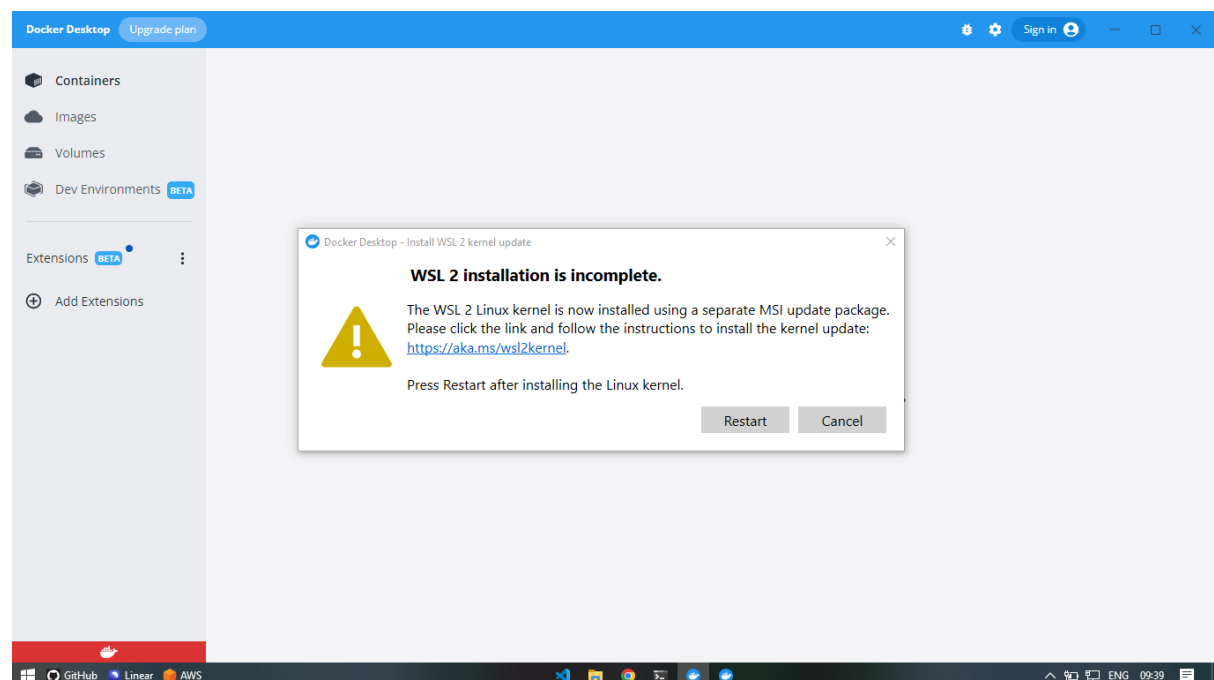 Docker Desktop Upgrade plan Sign in
Containers
Images
Volumes
Dev Environments BETA
Extensions BETA
Add Extensions
Docker Desktop - Install WSL 2 kernel update
WSL 2 installation is incomplete.
The WSL 2 Linux kernel is now installed using a separate MSI update package.
Please click the link and follow the instructions to install the kernel update:
https://aka.ms/wsl2kernel.
Press Restart after installing the Linux kernel.
Restart Cancel
GitHub Linear AWS ENG 09:39